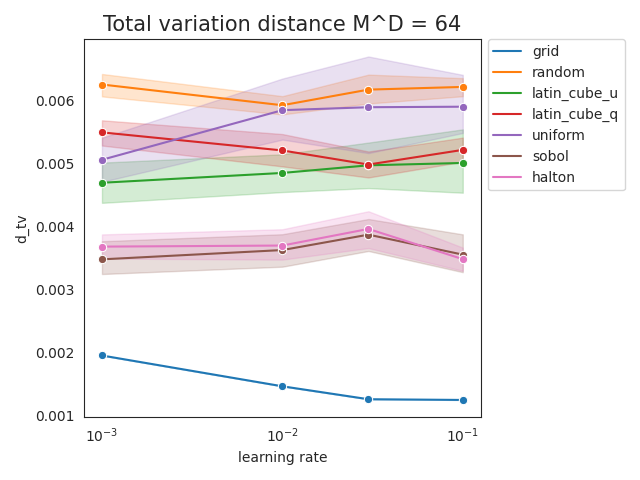 Total variation distance M^D = 64
d_tv
0.006
0.005
0.004
0.003
0.002
0.001
10⁻³
10⁻²
10⁻¹
learning rate
grid
random
latin_cube_u
latin_cube_q
uniform
sobol
halton